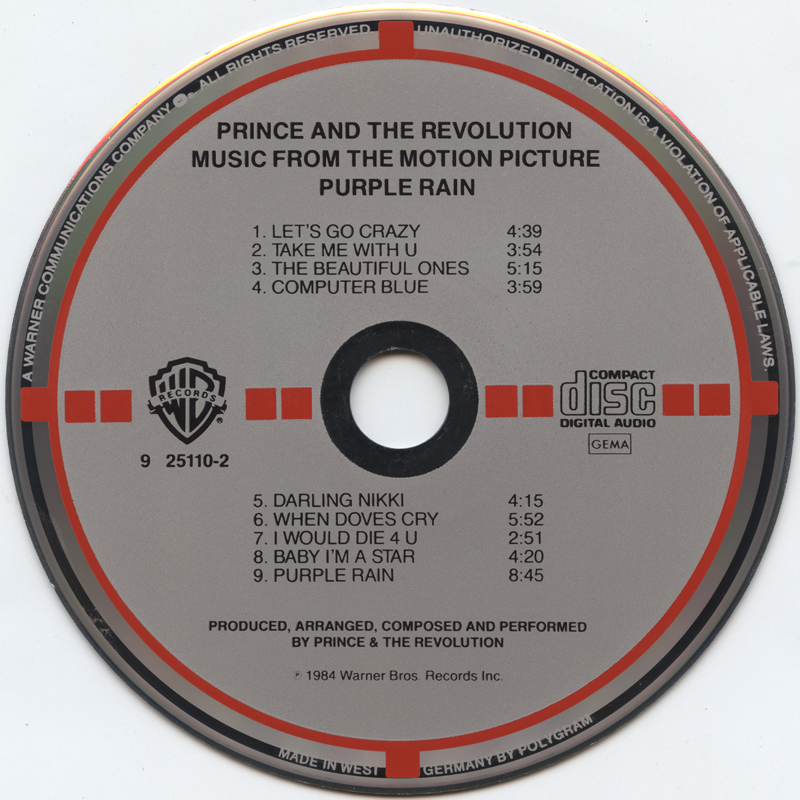 A WARNER COMMUNICATIONS COMPANY ℗. ALL RIGHTS RESERVED UNAUTHORIZED DUPLICATION IS A VIOLATION OF APPLICABLE LAWS.
PRINCE AND THE REVOLUTION
MUSIC FROM THE MOTION PICTURE
PURPLE RAIN
1. LET'S GO CRAZY 4:39
2. TAKE ME WITH U 3:54
3. THE BEAUTIFUL ONES 5:15
4. COMPUTER BLUE 3:59
WB
RECORDS
®
COMPACT
disc
DIGITAL AUDIO
GEMA
9 25110-2
5. DARLING NIKKI 4:15
6. WHEN DOVES CRY 5:52
7. I WOULD DIE 4 U 2:51
8. BABY I'M A STAR 4:20
9. PURPLE RAIN 8:45
PRODUCED, ARRANGED, COMPOSED AND PERFORMED
BY PRINCE & THE REVOLUTION
℗ 1984 Warner Bros. Records Inc.
MADE IN WEST GERMANY BY POLYGRAM